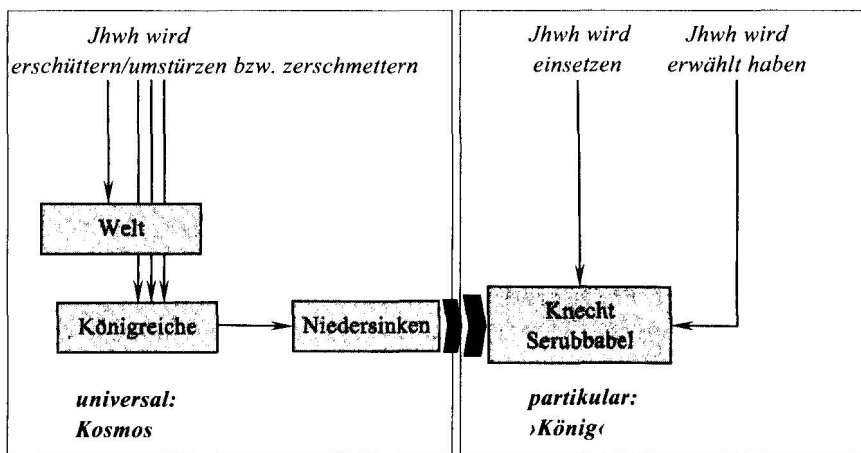 Jhwh wird
erschüttern/umstürzen bzw. zerschmettern
Welt
Königreiche
Niedersinken
universal:
Kosmos
Jhwh wird
einsetzen
Jhwh wird
erwählt haben
Knecht
Serubbabel
partikular:
›König‹